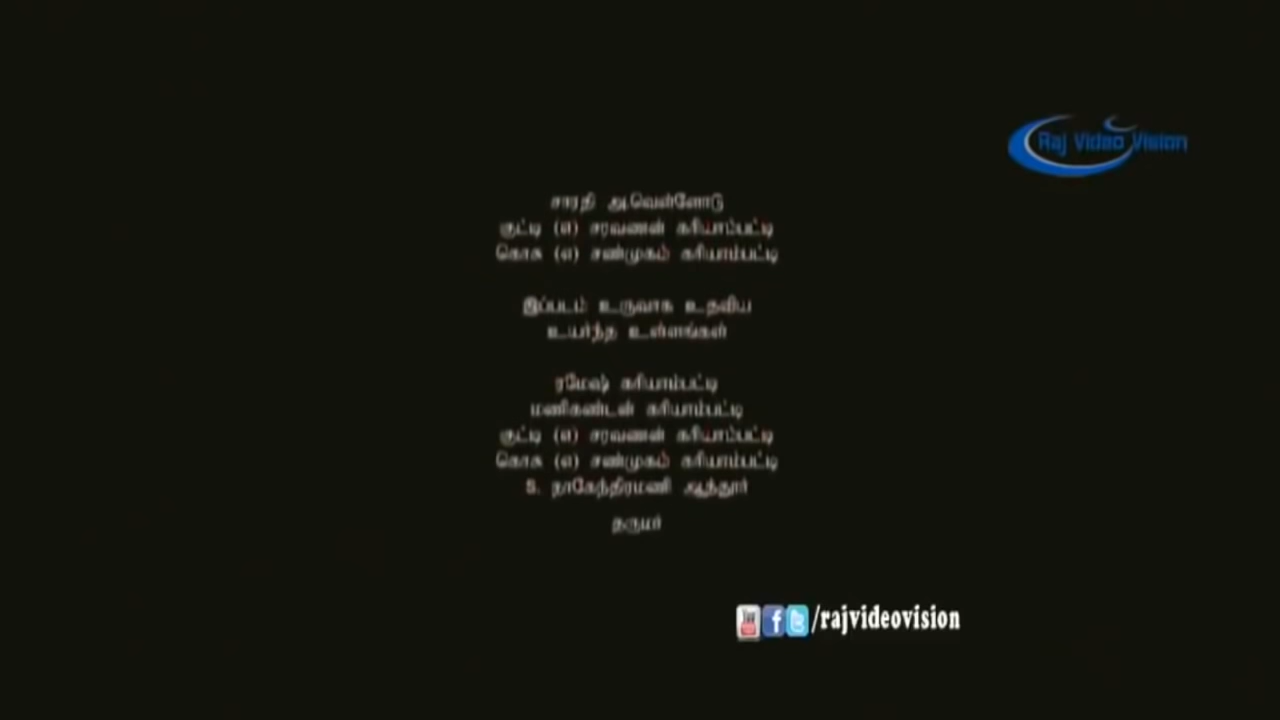 Raj Video Vision
சாரதி ஆவெள்ளோடு
குட்டி (எ) சரவணன் கரியாம்பட்டி
கொசு (எ) சண்முகம் கரியாம்பட்டி
இப்படம் உருவாக உதவிய
உயர்ந்த உள்ளங்கள்
ரமேஷ் கரியாம்பட்டி
மணிகண்டன் கரியாம்பட்டி
குட்டி (எ) சரவணன் கரியாம்பட்டி
கொசு (எ) சண்முகம் கரியாம்பட்டி
S. நாகேந்திரமணி ஆத்தூர்
தருமர்
/rajvideovision